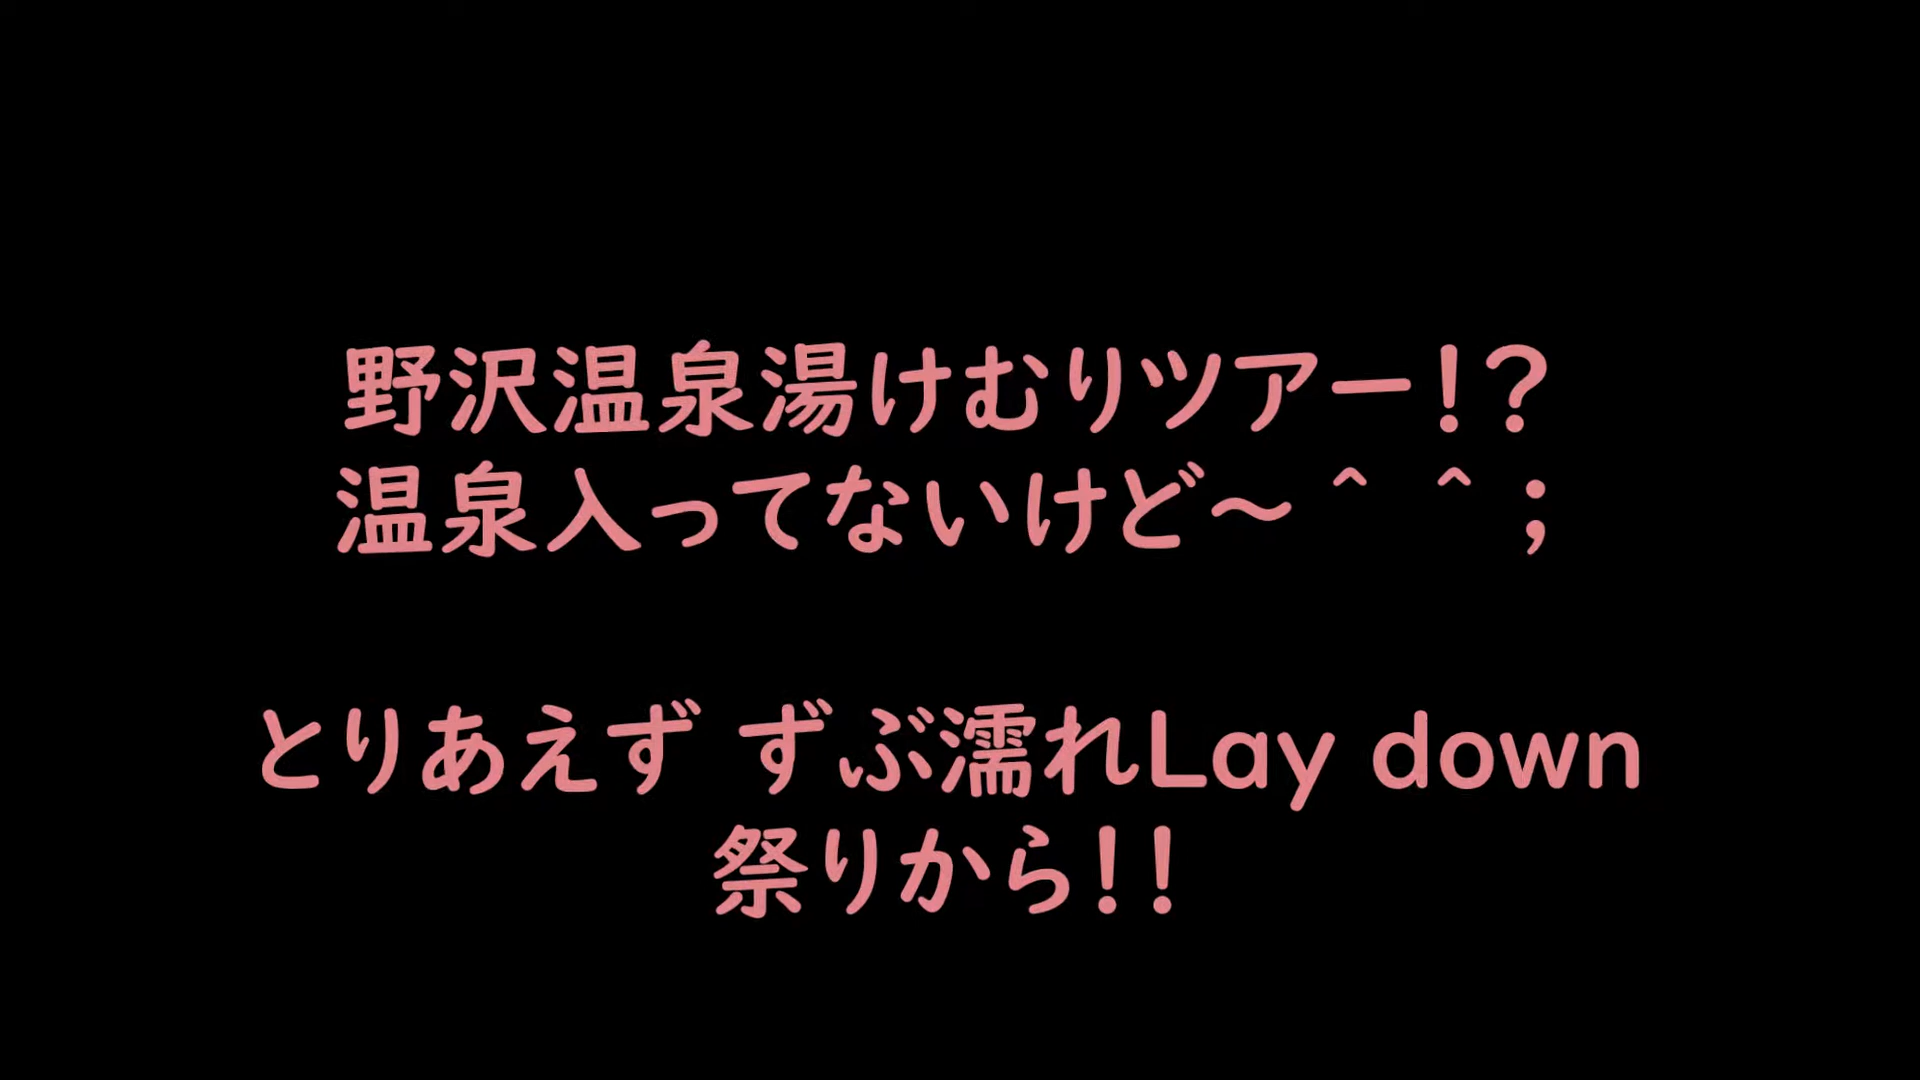 野沢温泉湯けむりツアー！？
温泉入ってないけど～＾ ＾；
とりあえず ずぶ濡れLay down
祭りから！！